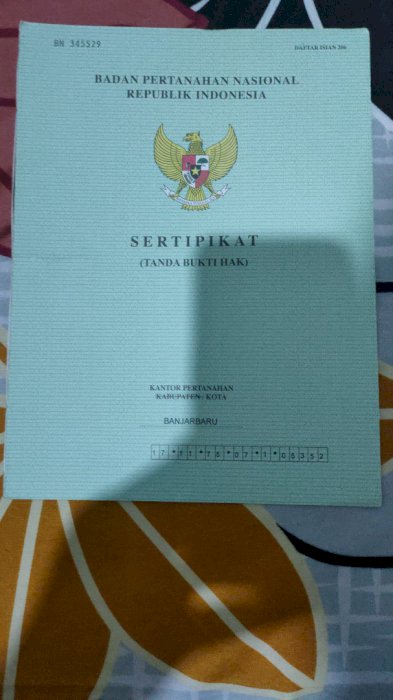 BN 345529
DAFTAR ISIAN 206
BADAN PERTANAHAN NASIONAL
REPUBLIK INDONESIA
SERTIPIKAT
(TANDA BUKTI HAK)
KANTOR PERTANAHAN
KABUPATEN / KOTA
BANJARBARU